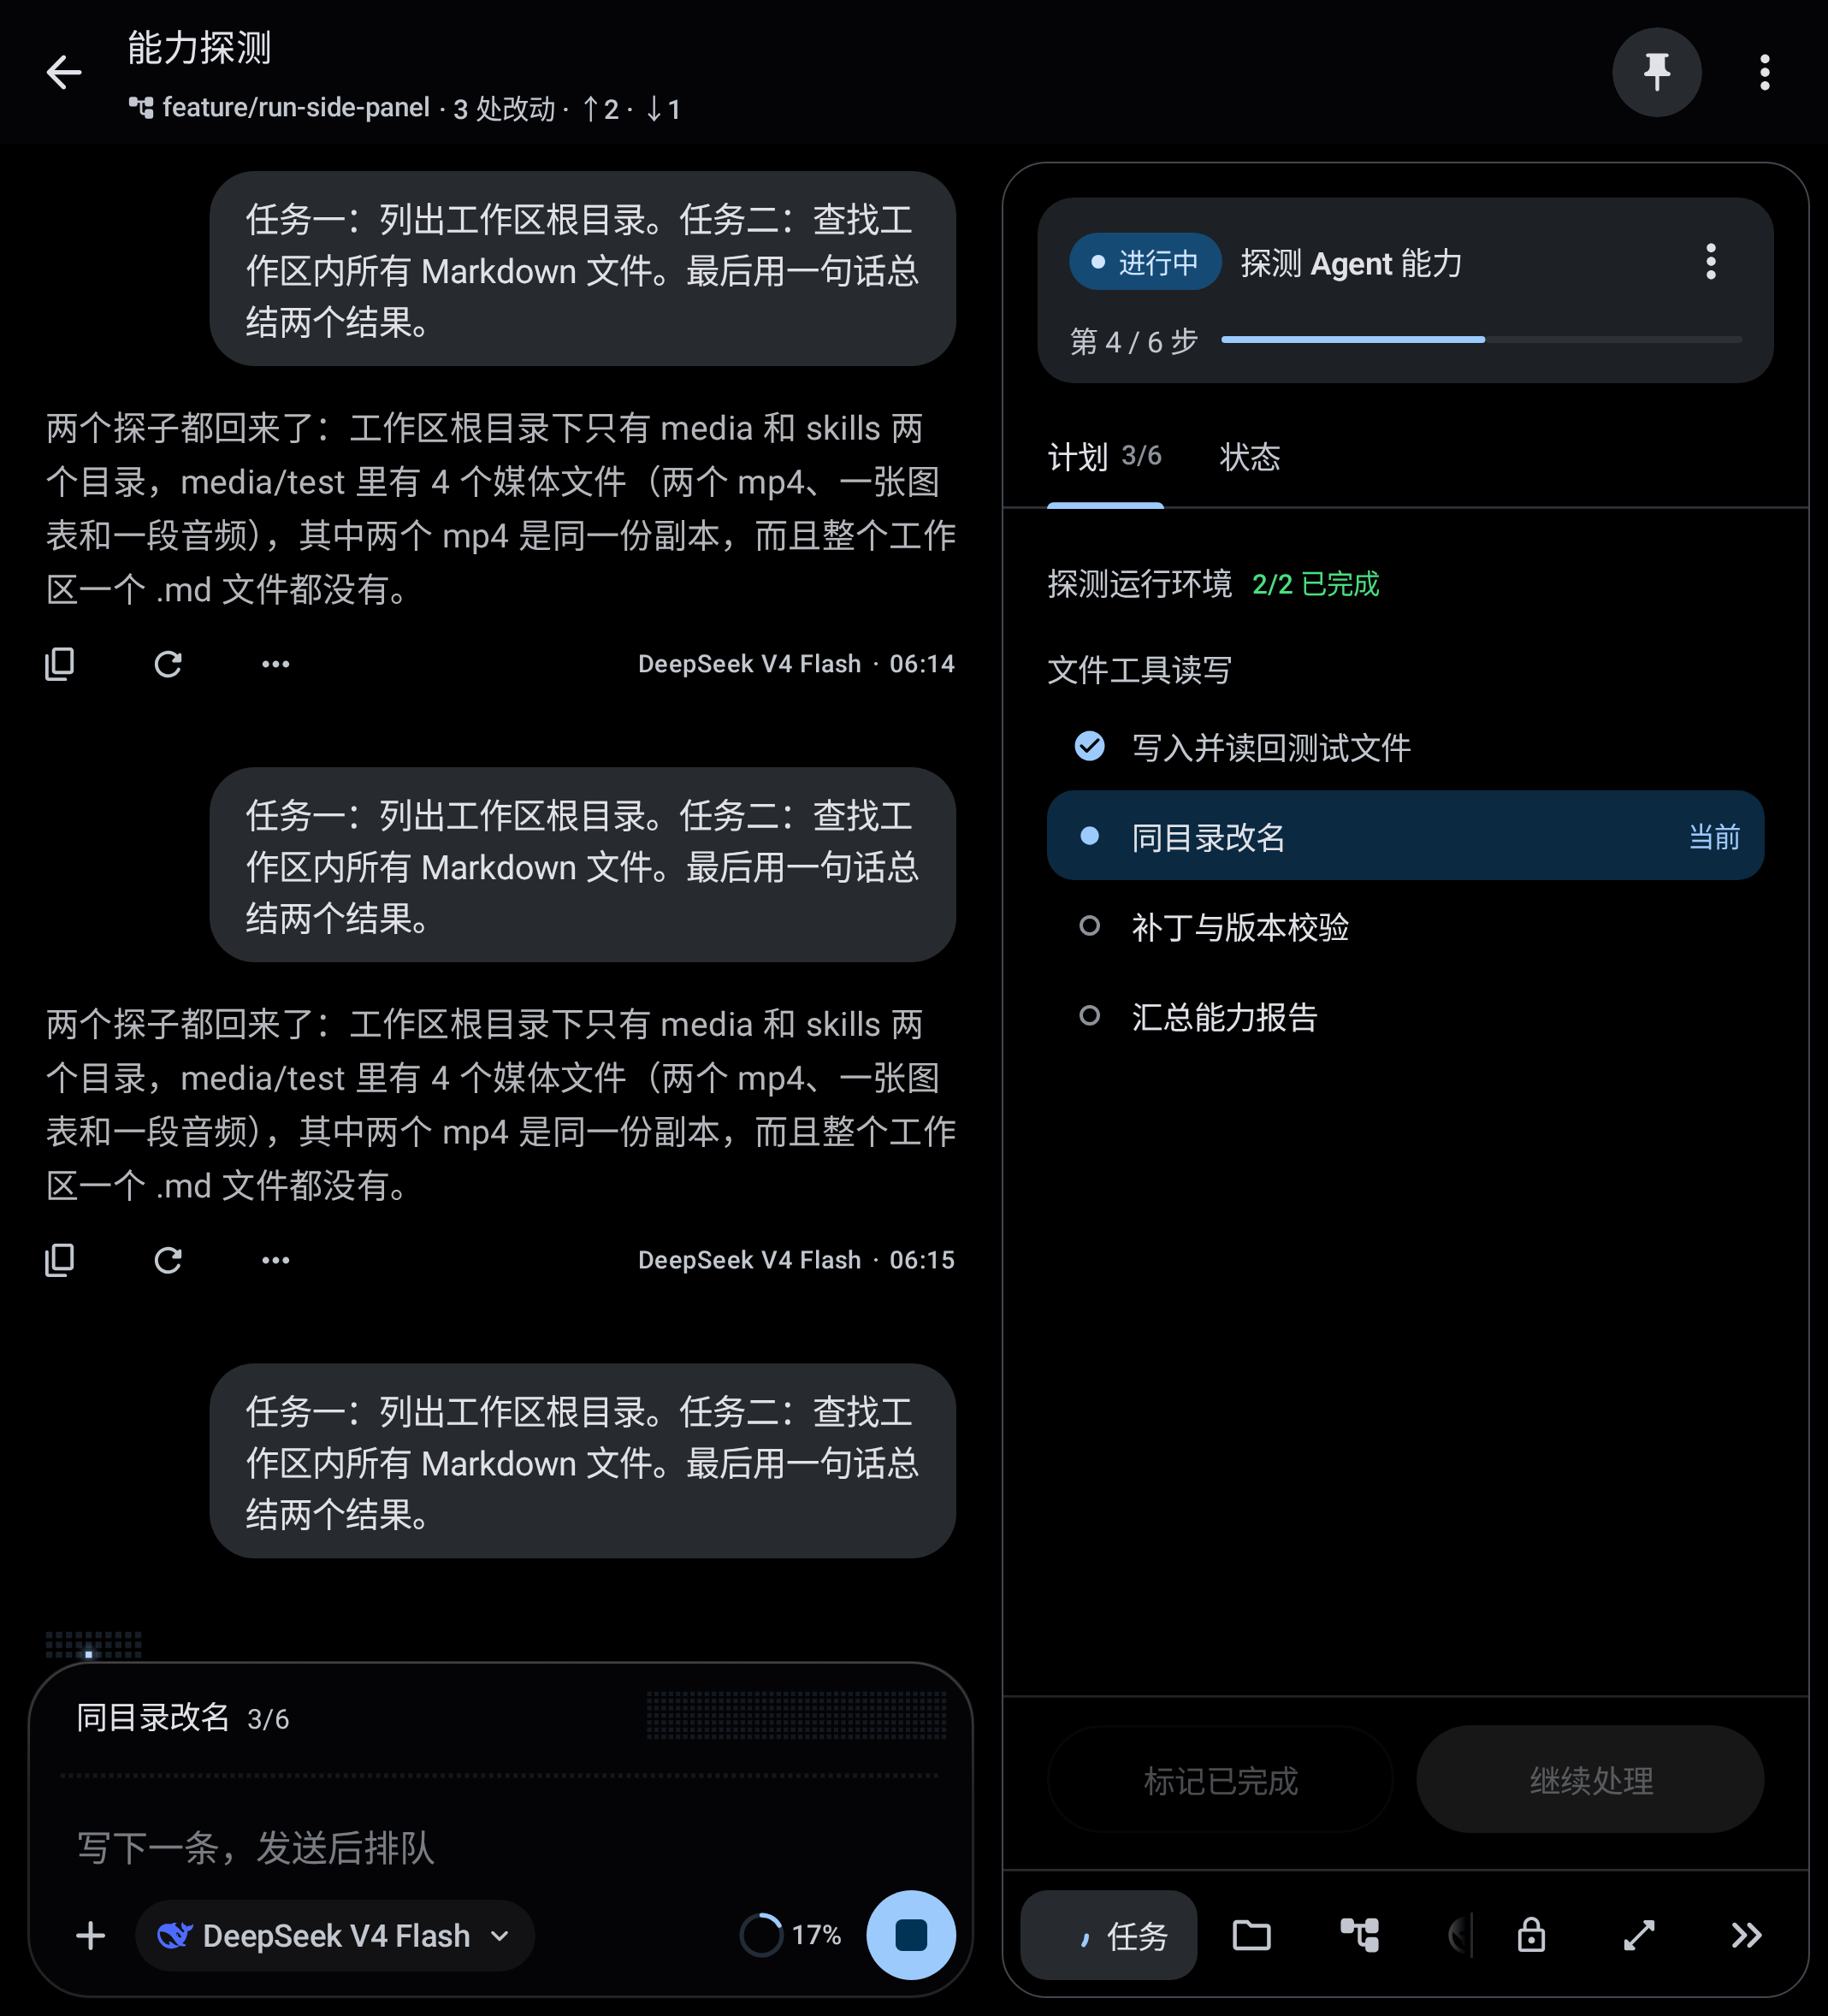 能力探测
feature/run-side-panel · 3 处改动 · ↑2 · ↓1
任务一：列出工作区根目录。任务二：查找工
作区内所有 Markdown 文件。最后用一句话总
结两个结果。
两个探子都回来了：工作区根目录下只有 media 和 skills 两
个目录，media/test 里有 4 个媒体文件（两个 mp4、一张图
表和一段音频），其中两个 mp4 是同一份副本，而且整个工作
区一个 .md 文件都没有。
DeepSeek V4 Flash · 06:14
任务一：列出工作区根目录。任务二：查找工
作区内所有 Markdown 文件。最后用一句话总
结两个结果。
两个探子都回来了：工作区根目录下只有 media 和 skills 两
个目录，media/test 里有 4 个媒体文件（两个 mp4、一张图
表和一段音频），其中两个 mp4 是同一份副本，而且整个工作
区一个 .md 文件都没有。
DeepSeek V4 Flash · 06:15
任务一：列出工作区根目录。任务二：查找工
作区内所有 Markdown 文件。最后用一句话总
结两个结果。
同目录改名 3/6
写下一条，发送后排队
DeepSeek V4 Flash
17%
进行中 探测 Agent 能力
第 4 / 6 步
计划 3/6 状态
探测运行环境 2/2 已完成
文件工具读写
写入并读回测试文件
同目录改名 当前
补丁与版本校验
汇总能力报告
标记已完成 继续处理
任务